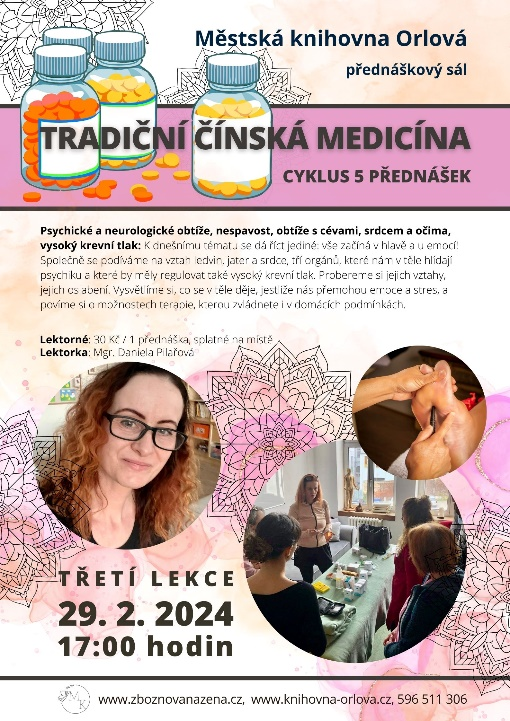 Městská knihovna Orlová
přednáškový sál
TRADIČNÍ ČÍNSKÁ MEDICÍNA
CYKLUS 5 PŘEDNÁŠEK
Psychické a neurologické obtíže, nespavost, obtíže s cévami, srdcem a očima,
vysoký krevní tlak: K dnešnímu tématu se dá říct jediné: vše začíná v hlavě a u emocí!
Společně se podíváme na vztah ledvin, jater a srdce, tří orgánů, které nám v těle hlídají
psychiku a které by měly regulovat také vysoký krevní tlak. Probereme si jejich vztahy,
jejich oslabení. Vysvětlíme si, co se v těle děje, jestliže nás přemohou emoce a stres, a
povíme si o možnostech terapie, kterou zvládnete i v domácích podmínkách.
Lektorné: 30 Kč / 1 přednáška, splatné na místě
Lektorka: Mgr. Daniela Pilařová
TŘETÍ LEKCE
29. 2. 2024
17:00 hodin
www.zboznovanazena.cz, www.knihovna-orlova.cz, 596 511 306